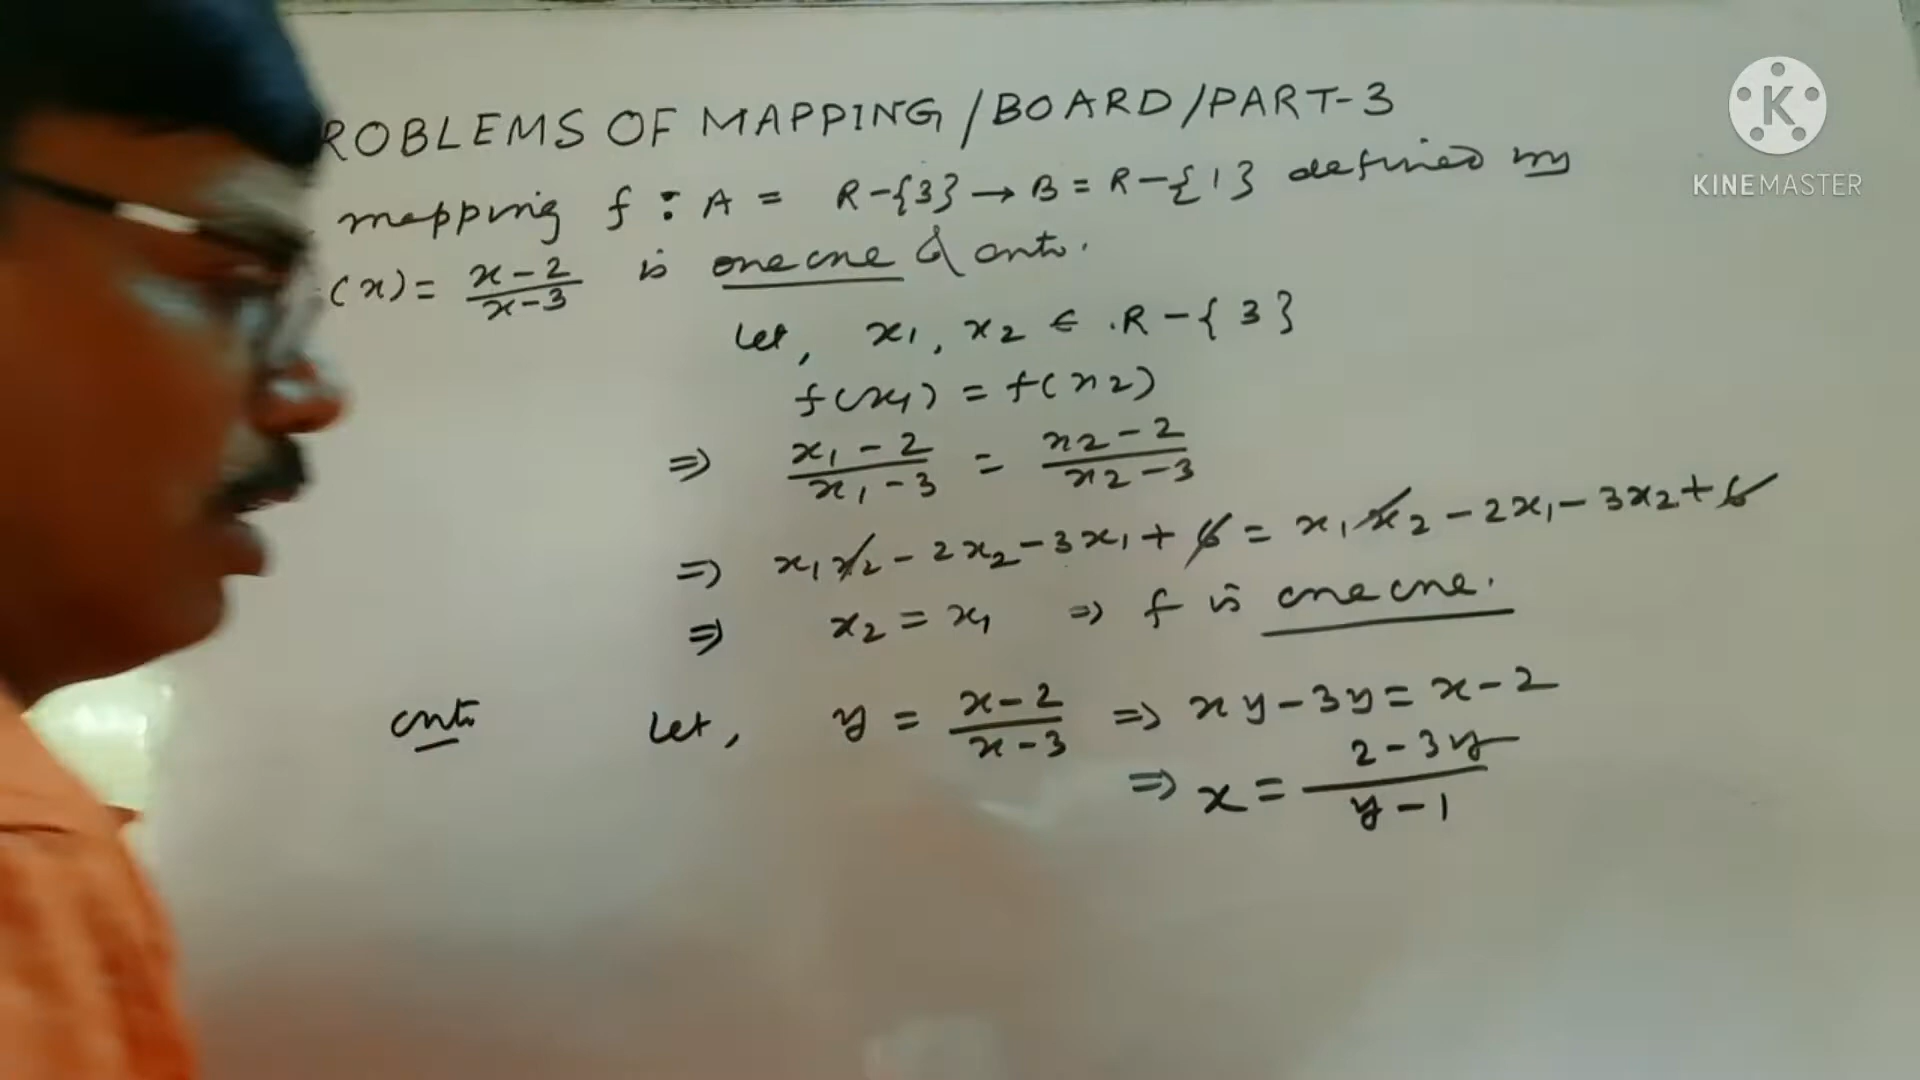 ROBLEMS OF MAPPING/BOARD/PART-3
mapping f : A = R-{3} → B = R-{1} defined by
(x) = x-2/x-3 is one one & onto.
Let, x1, x2 ∈ .R-{3}
f(x1) = f(x2)
⇒ x1-2/x1-3 = x2-2/x2-3
⇒ x1x2 - 2x2 - 3x1 + 6 = x1x2 - 2x1 - 3x2 + 6
⇒ x2 = x1 ⇒ f is one one.
onto Let, y = x-2/x-3 ⇒ xy-3y = x-2
⇒ x = 2-3y/y-1
KINEMASTER